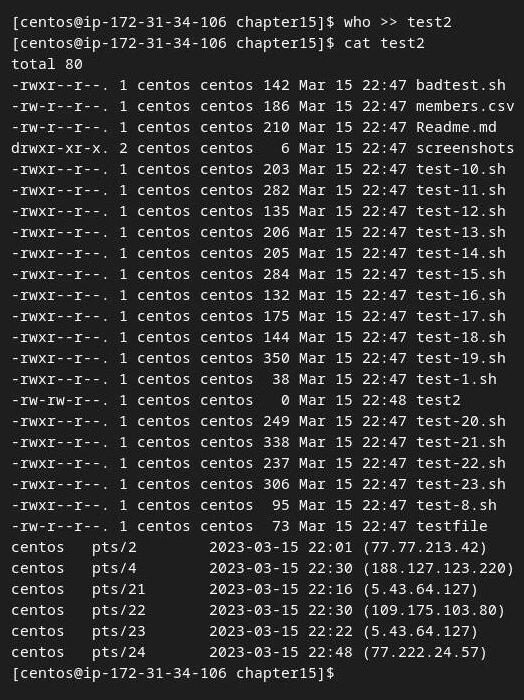 [centos@ip-172-31-34-106 chapter15]$ who >> test2
[centos@ip-172-31-34-106 chapter15]$ cat test2
total 80
-rwxr--r--. 1 centos centos 142 Mar 15 22:47 badtest.sh
-rw-r--r--. 1 centos centos 186 Mar 15 22:47 members.csv
-rw-r--r--. 1 centos centos 210 Mar 15 22:47 Readme.md
drwxr-xr-x. 2 centos centos   6 Mar 15 22:47 screenshots
-rwxr--r--. 1 centos centos 203 Mar 15 22:47 test-10.sh
-rwxr--r--. 1 centos centos 282 Mar 15 22:47 test-11.sh
-rwxr--r--. 1 centos centos 135 Mar 15 22:47 test-12.sh
-rwxr--r--. 1 centos centos 206 Mar 15 22:47 test-13.sh
-rwxr--r--. 1 centos centos 205 Mar 15 22:47 test-14.sh
-rwxr--r--. 1 centos centos 284 Mar 15 22:47 test-15.sh
-rwxr--r--. 1 centos centos 132 Mar 15 22:47 test-16.sh
-rwxr--r--. 1 centos centos 175 Mar 15 22:47 test-17.sh
-rwxr--r--. 1 centos centos 144 Mar 15 22:47 test-18.sh
-rwxr--r--. 1 centos centos 350 Mar 15 22:47 test-19.sh
-rwxr--r--. 1 centos centos  38 Mar 15 22:47 test-1.sh
-rw-rw-r--. 1 centos centos   0 Mar 15 22:48 test2
-rwxr--r--. 1 centos centos 249 Mar 15 22:47 test-20.sh
-rwxr--r--. 1 centos centos 338 Mar 15 22:47 test-21.sh
-rwxr--r--. 1 centos centos 237 Mar 15 22:47 test-22.sh
-rwxr--r--. 1 centos centos 306 Mar 15 22:47 test-23.sh
-rwxr--r--. 1 centos centos  95 Mar 15 22:47 test-8.sh
-rw-r--r--. 1 centos centos  73 Mar 15 22:47 testfile
centos   pts/2        2023-03-15 22:01 (77.77.213.42)
centos   pts/4        2023-03-15 22:30 (188.127.123.220)
centos   pts/21       2023-03-15 22:16 (5.43.64.127)
centos   pts/22       2023-03-15 22:30 (109.175.103.80)
centos   pts/23       2023-03-15 22:22 (5.43.64.127)
centos   pts/24       2023-03-15 22:48 (77.222.24.57)
[centos@ip-172-31-34-106 chapter15]$